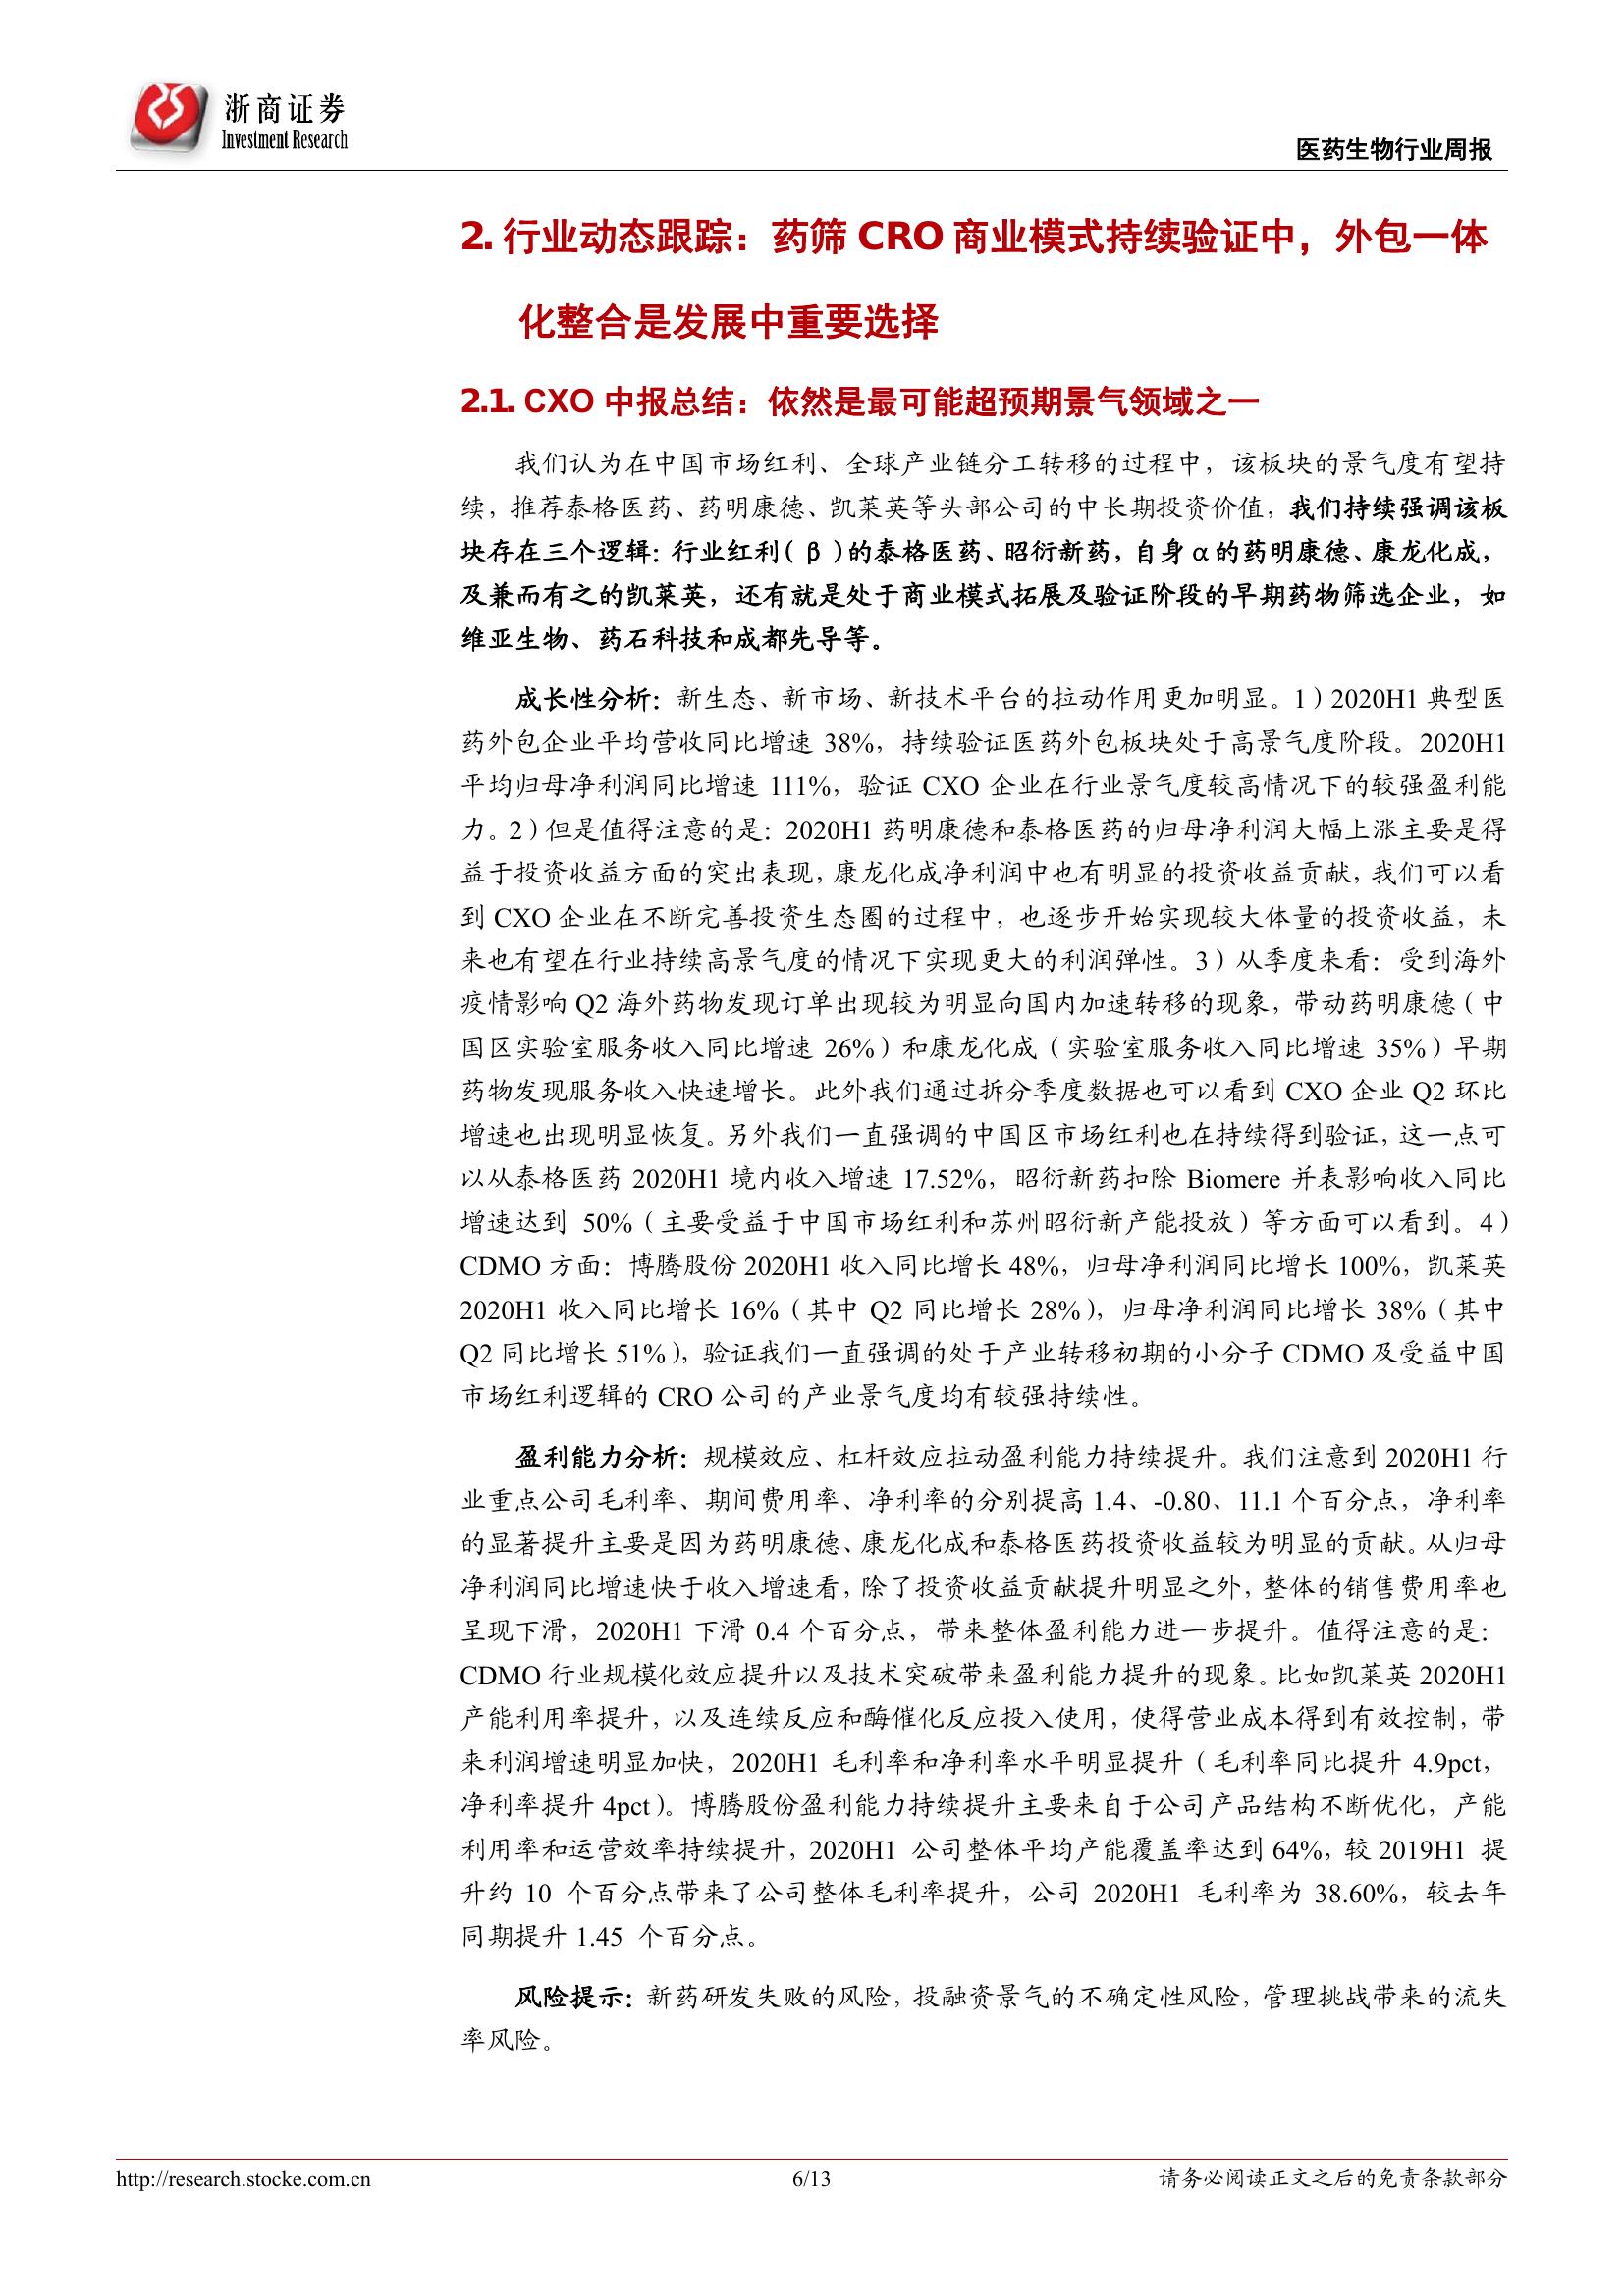 浙商证券
Investment Research
医药生物行业周报
2. 行业动态跟踪：药筛 CRO 商业模式持续验证中，外包一体
化整合是发展中重要选择
2.1. CXO 中报总结：依然是最可能超预期景气领域之一
我们认为在中国市场红利、全球产业链分工转移的过程中，该板块的景气度有望持
续，推荐泰格医药、药明康德、凯莱英等头部公司的中长期投资价值，我们持续强调该板
块存在三个逻辑：行业红利（β）的泰格医药、昭衍新药，自身 α 的药明康德、康龙化成，
及兼而有之的凯莱英，还有就是处于商业模式拓展及验证阶段的早期药物筛选企业，如
维亚生物、药石科技和成都先导等。
成长性分析：新生态、新市场、新技术平台的拉动作用更加明显。1）2020H1 典型医
药外包企业平均营收同比增速 38%，持续验证医药外包板块处于高景气度阶段。2020H1
平均归母净利润同比增速 111%，验证 CXO 企业在行业景气度较高情况下的较强盈利能
力。2）但是值得注意的是：2020H1 药明康德和泰格医药的归母净利润大幅上涨主要是得
益于投资收益方面的突出表现，康龙化成净利润中也有明显的投资收益贡献，我们可以看
到 CXO 企业在不断完善投资生态圈的过程中，也逐步开始实现较大体量的投资收益，未
来也有望在行业持续高景气度的情况下实现更大的利润弹性。3）从季度来看：受到海外
疫情影响 Q2 海外药物发现订单出现较为明显向国内加速转移的现象，带动药明康德（中
国区实验室服务收入同比增速 26%）和康龙化成（实验室服务收入同比增速 35%）早期
药物发现服务收入快速增长。此外我们通过拆分季度数据也可以看到 CXO 企业 Q2 环比
增速也出现明显恢复。另外我们一直强调的中国区市场红利也在持续得到验证，这一点可
以从泰格医药 2020H1 境内收入增速 17.52%，昭衍新药扣除 Biomere 并表影响收入同比
增速达到 50%（主要受益于中国市场红利和苏州昭衍新产能投放）等方面可以看到。4）
CDMO 方面：博腾股份 2020H1 收入同比增长 48%，归母净利润同比增长 100%，凯莱英
2020H1 收入同比增长 16%（其中 Q2 同比增长 28%），归母净利润同比增长 38%（其中
Q2 同比增长 51%），验证我们一直强调的处于产业转移初期的小分子 CDMO 及受益中国
市场红利逻辑的 CRO 公司的产业景气度均有较强持续性。
盈利能力分析：规模效应、杠杆效应拉动盈利能力持续提升。我们注意到 2020H1 行
业重点公司毛利率、期间费用率、净利率的分别提高 1.4、-0.80、11.1 个百分点，净利率
的显著提升主要是因为药明康德、康龙化成和泰格医药投资收益较为明显的贡献。从归母
净利润同比增速快于收入增速看，除了投资收益贡献提升明显之外，整体的销售费用率也
呈现下滑，2020H1 下滑 0.4 个百分点，带来整体盈利能力进一步提升。值得注意的是：
CDMO 行业规模化效应提升以及技术突破带来盈利能力提升的现象。比如凯莱英 2020H1
产能利用率提升，以及连续反应和酶催化反应投入使用，使得营业成本得到有效控制，带
来利润增速明显加快，2020H1 毛利率和净利率水平明显提升（毛利率同比提升 4.9pct，
净利率提升 4pct）。博腾股份盈利能力持续提升主要来自于公司产品结构不断优化，产能
利用率和运营效率持续提升，2020H1 公司整体平均产能覆盖率达到 64%，较 2019H1 提
升约 10 个百分点带来了公司整体毛利率提升，公司 2020H1 毛利率为 38.60%，较去年
同期提升 1.45 个百分点。
风险提示：新药研发失败的风险，投融资景气的不确定性风险，管理挑战带来的流失
率风险。
http://research.stocke.com.cn
6/13
请务必阅读正文之后的免责条款部分